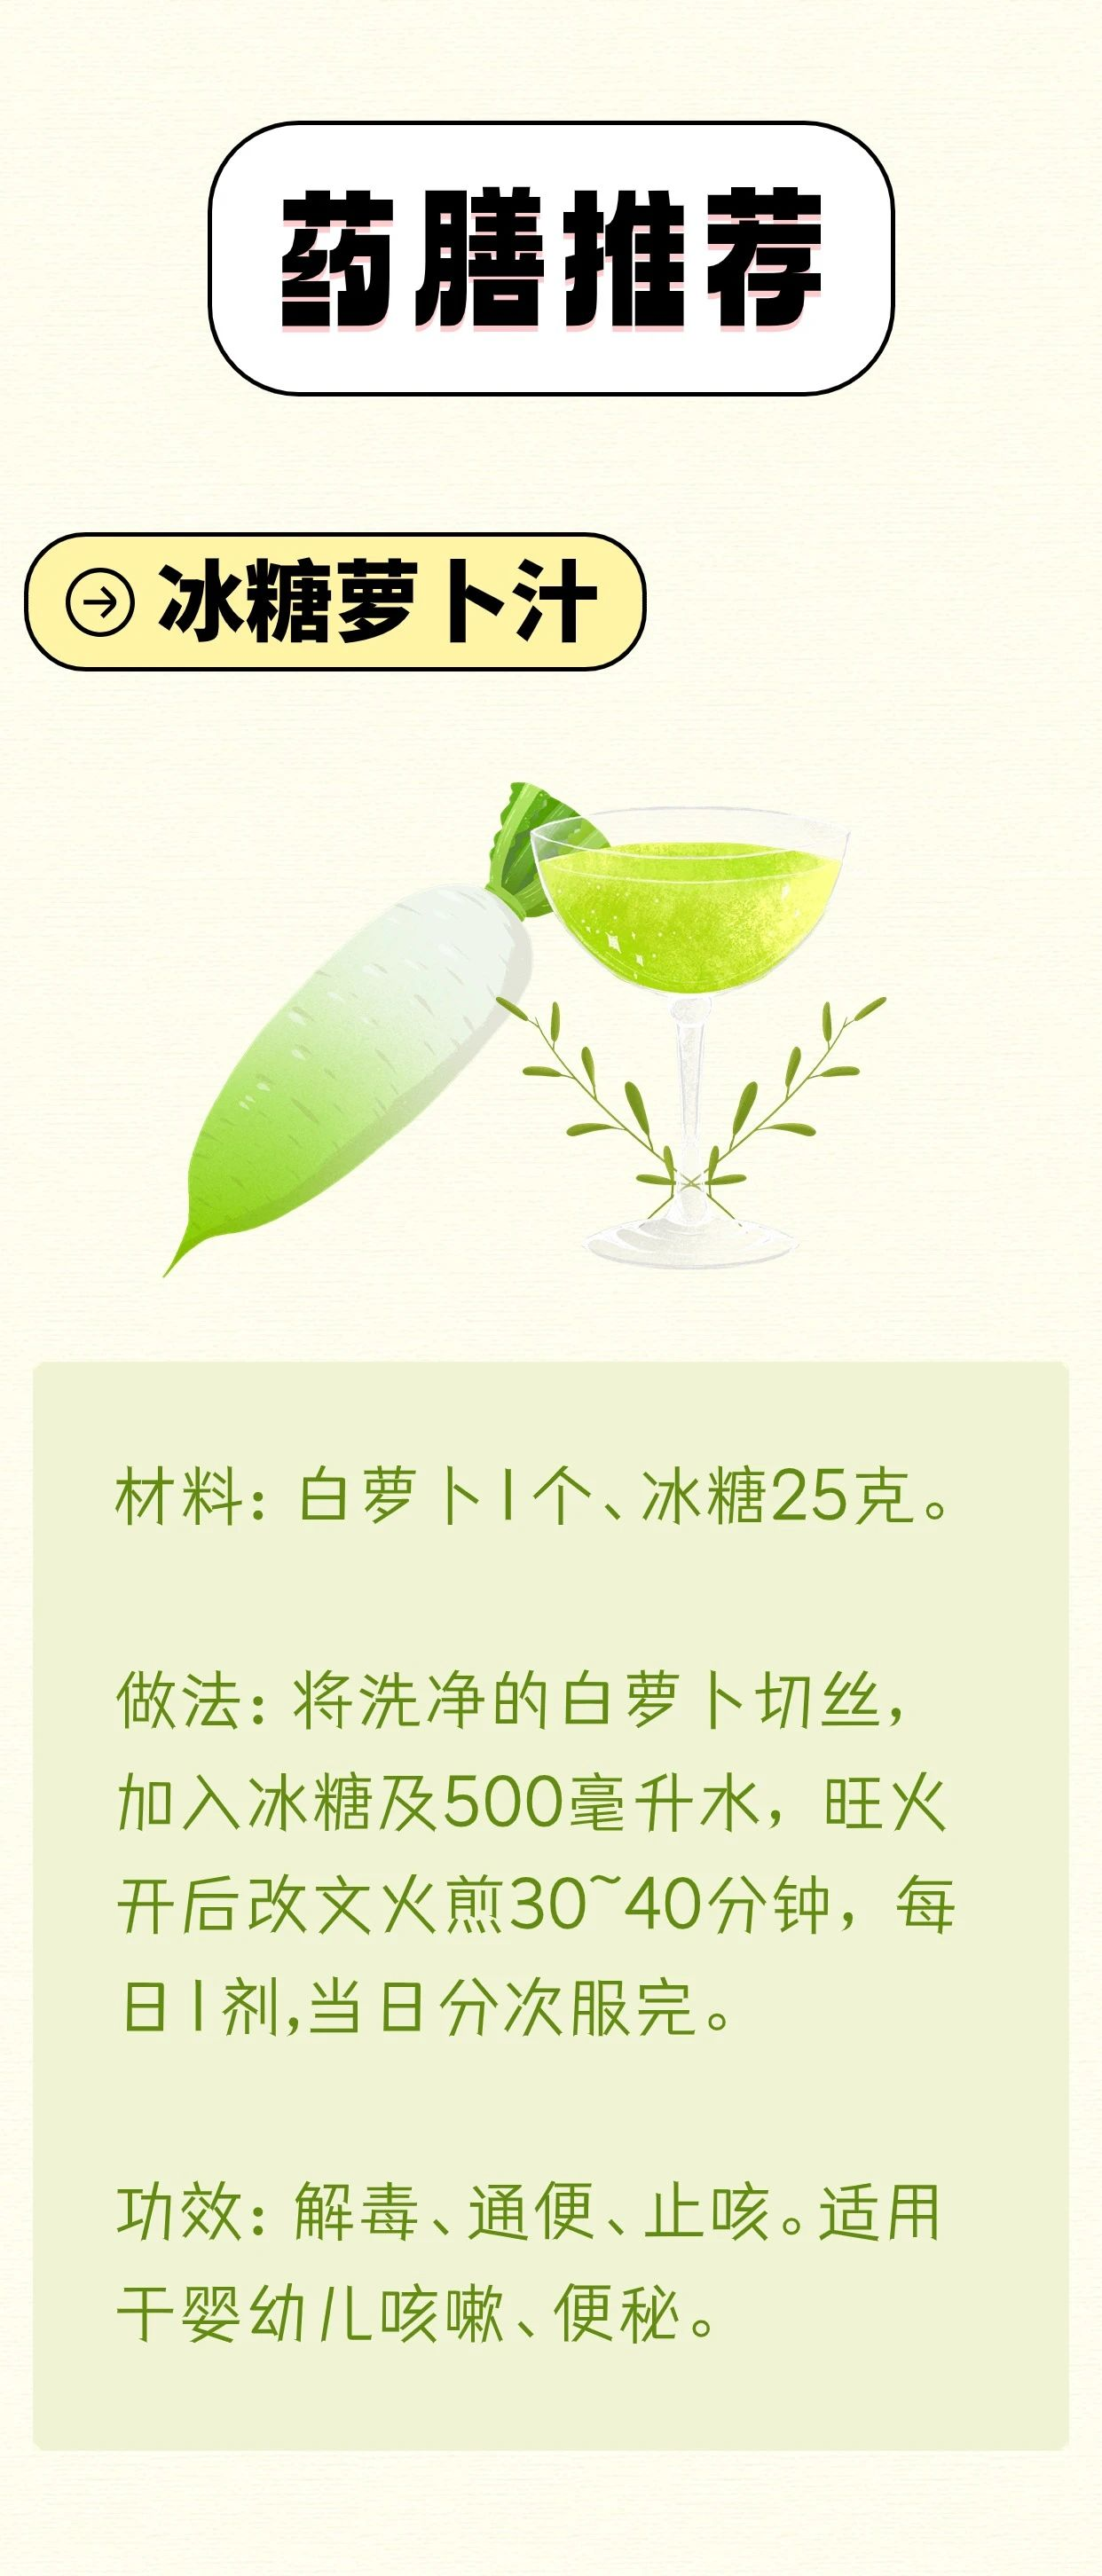 药膳推荐
冰糖萝卜汁
材料：白萝卜1个、冰糖25克。
做法：将洗净的白萝卜切丝，
加入冰糖及500毫升水，旺火
开后改文火煎30~40分钟，每
日1剂,当日分次服完。
功效：解毒、通便、止咳。适用
于婴幼儿咳嗽、便秘。